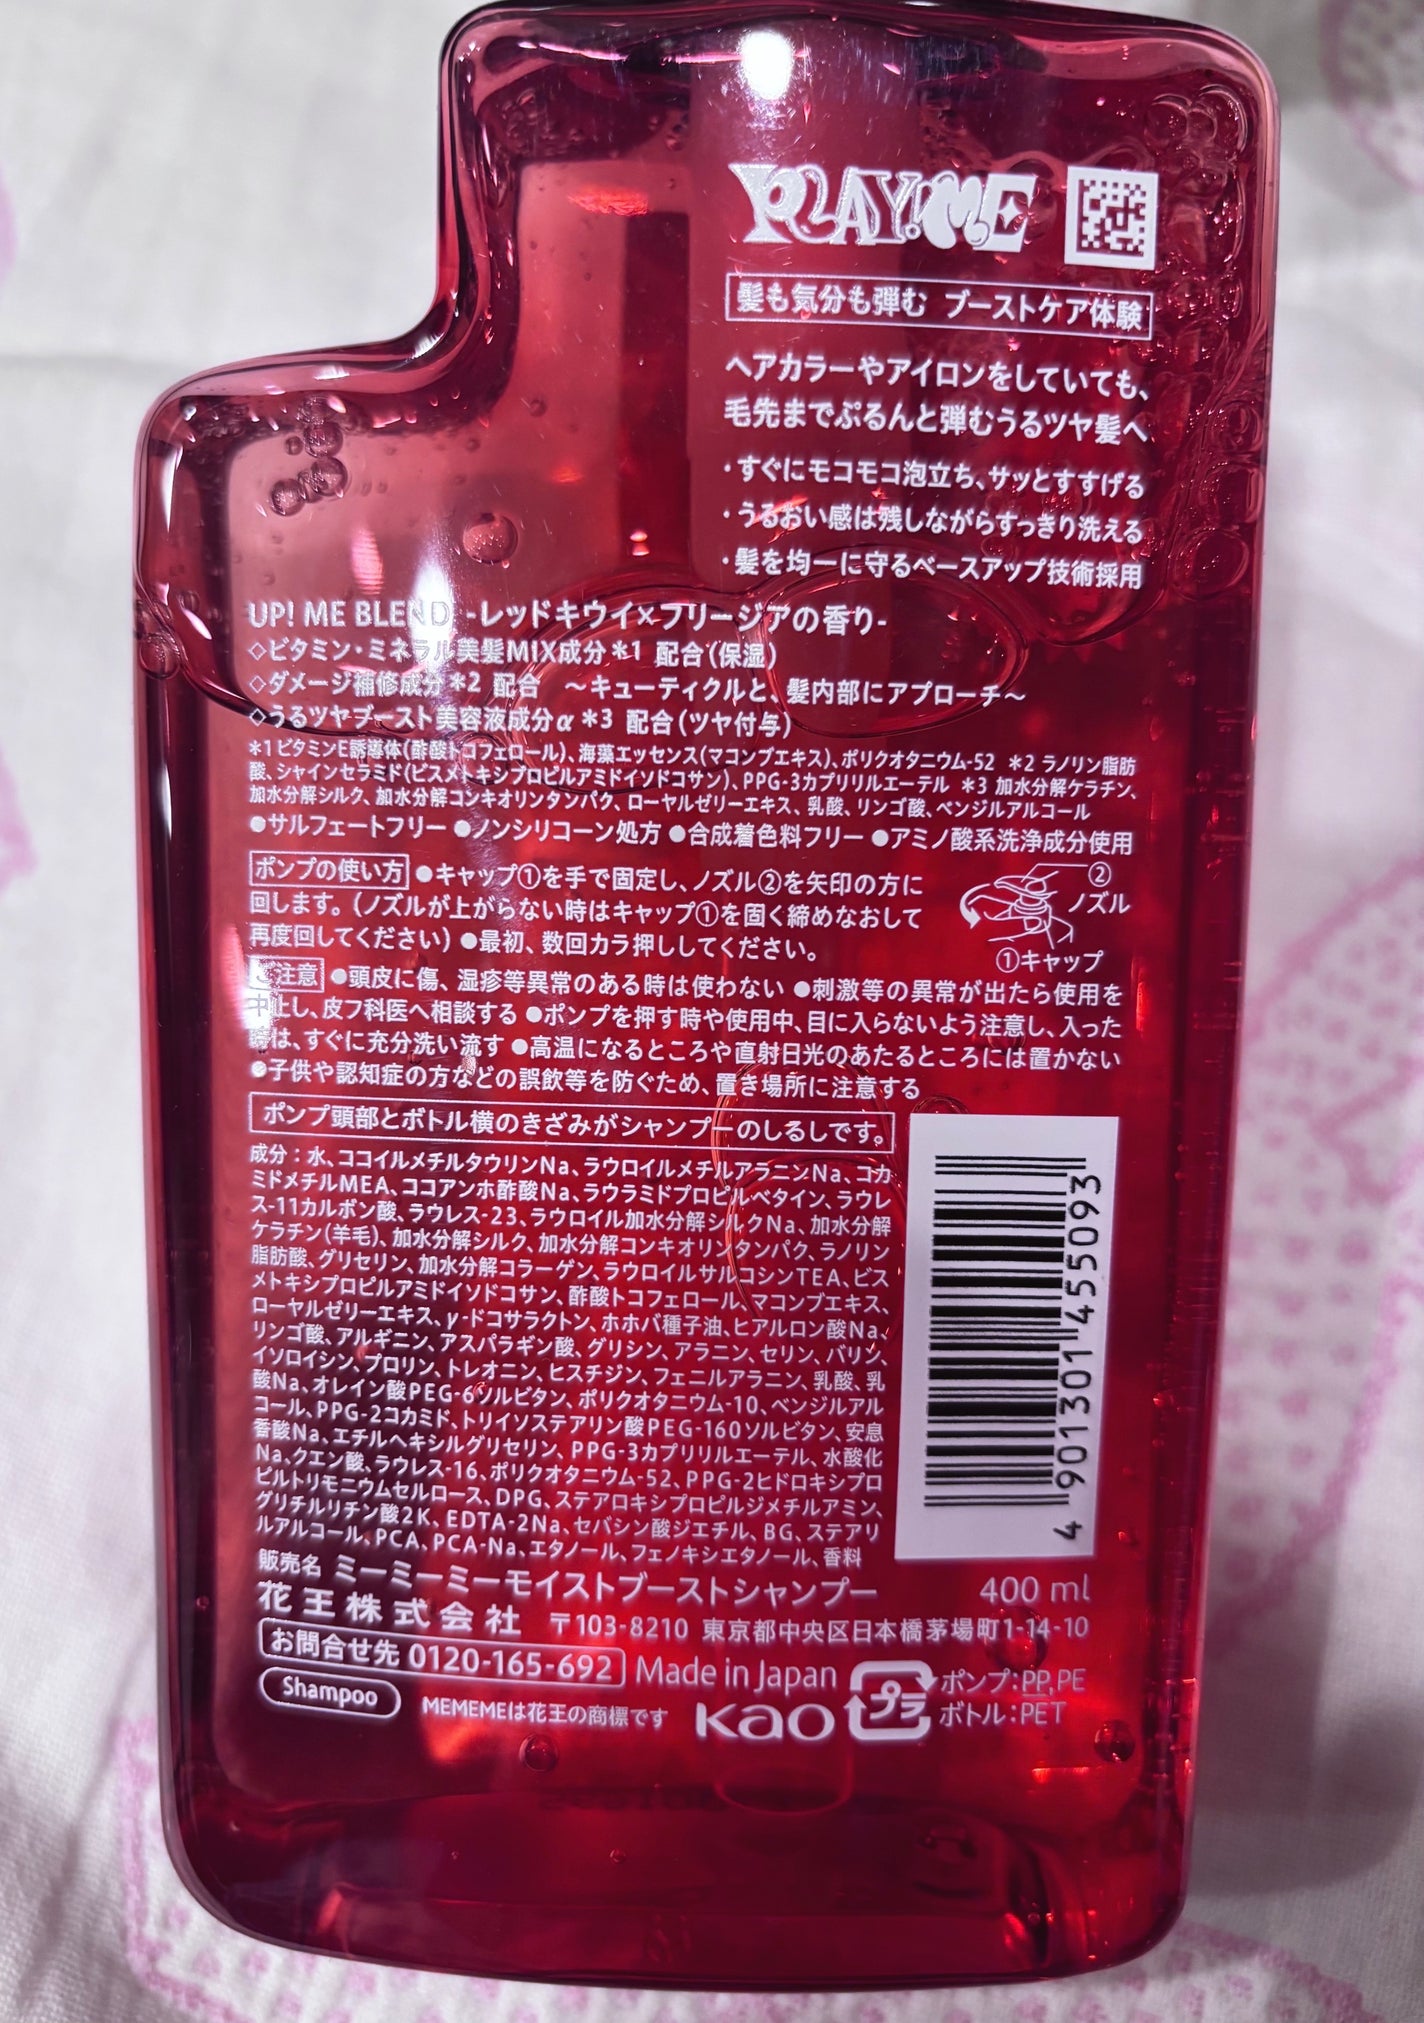 PLAY! ME
髪も気分も弾む ブーストケア体験
ヘアカラーやアイロンをしていても、
毛先までぷるんと弾むうるツヤ髪へ
・すぐにモコモコ泡立ち、サッとすすげる
・うるおい感は残しながらすっきり洗える
・髪を均一に守るベースアップ技術採用
UP! ME BLEND -レッドキウイ×フリージアの香り-
◇ビタミン・ミネラル美髪MIX成分＊1 配合（保湿）
◇ダメージ補修成分＊2 配合 ～キューティクルと、髪内部にアプローチ～
◇うるツヤブースト美容液成分α＊3 配合（ツヤ付与）
＊1 ビタミンE誘導体（酢酸トコフェロール）、海藻エッセンス（マコンブエキス）、ポリクオタニウム-52 ＊2 ラノリン脂肪
酸、シャインセラミド（ビスメトキシプロピルアミドイソドコサン）、PPG-3カプリリルエーテル ＊3 加水分解ケラチン、
加水分解シルク、加水分解コンキオリンタンパク、ローヤルゼリーエキス、乳酸、リンゴ酸、ベンジルアルコール
●サルフェートフリー ●ノンシリコーン処方 ●合成着色料フリー ●アミノ酸系洗浄成分使用
ポンプの使い方 ●キャップ①を手で固定し、ノズル②を矢印の方に
回します。（ノズルが上がらない時はキャップ①を固く締めなおして
再度回してください） ●最初、数回カラ押ししてください。
②
ノズル
①キャップ
ご注意 ●頭皮に傷、湿疹等異常のある時は使わない ●刺激等の異常が出たら使用を
中止し、皮フ科医へ相談する ●ポンプを押す時や使用中、目に入らないよう注意し、入った
時は、すぐに充分洗い流す ●高温になるところや直射日光のあたるところには置かない
●子供や認知症の方などの誤飲等を防ぐため、置き場所に注意する
ポンプ頭部とボトル横のきざみがシャンプーのしるしです。
成分：水、ココイルメチルタウリンNa、ラウロイルメチルアラニンNa、コカ
ミドメチルMEA、ココアンホ酢酸Na、ラウラミドプロピルベタイン、ラウレ
ス-11カルボン酸、ラウレス-23、ラウロイル加水分解シルクNa、加水分解
ケラチン（羊毛）、加水分解シルク、加水分解コンキオリンタンパク、ラノリン
脂肪酸、グリセリン、加水分解コラーゲン、ラウロイルサルコシンTEA、ビス
メトキシプロピルアミドイソドコサン、酢酸トコフェロール、マコンブエキス、
ローヤルゼリーエキス、γ-ドコサラクトン、ホホバ種子油、ヒアルロン酸Na、
リンゴ酸、アルギニン、アスパラギン酸、グリシン、アラニン、セリン、バリン、
イソロイシン、プロリン、トレオニン、ヒスチジン、フェニルアラニン、乳酸、乳
酸Na、オレイン酸PEG-6ソルビタン、ポリクオタニウム-10、ベンジルアル
コール、PPG-2コカミド、トリイソステアリン酸PEG-160ソルビタン、安息
香酸Na、エチルヘキシルグリセリン、PPG-3カプリリルエーテル、水酸化
Na、クエン酸、ラウレス-16、ポリクオタニウム-52、PPG-2ヒドロキシプロ
ピルトリモニウムセルロース、DPG、ステアロキシプロピルジメチルアミン、
グリチルリチン酸2K、EDTA-2Na、セバシン酸ジエチル、BG、ステアリ
ルアルコール、PCA、PCA-Na、エタノール、フェノキシエタノール、香料
4 901301 455093
販売名 ミーミーミーモイストブーストシャンプー 400 ml
花王株式会社 〒103-8210 東京都中央区日本橋茅場町1-14-10
お問合せ先 0120-165-692 Made in Japan
Shampoo MEMEMEは花王の商標です Kao プラ
ポンプ：PP,PE
ボトル：PET